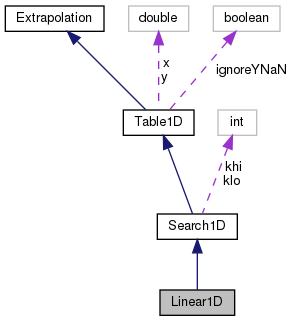 Extrapolation
double
boolean
x
y
ignoreYNaN
Table1D
int
khi
klo
Search1D
Linear1D